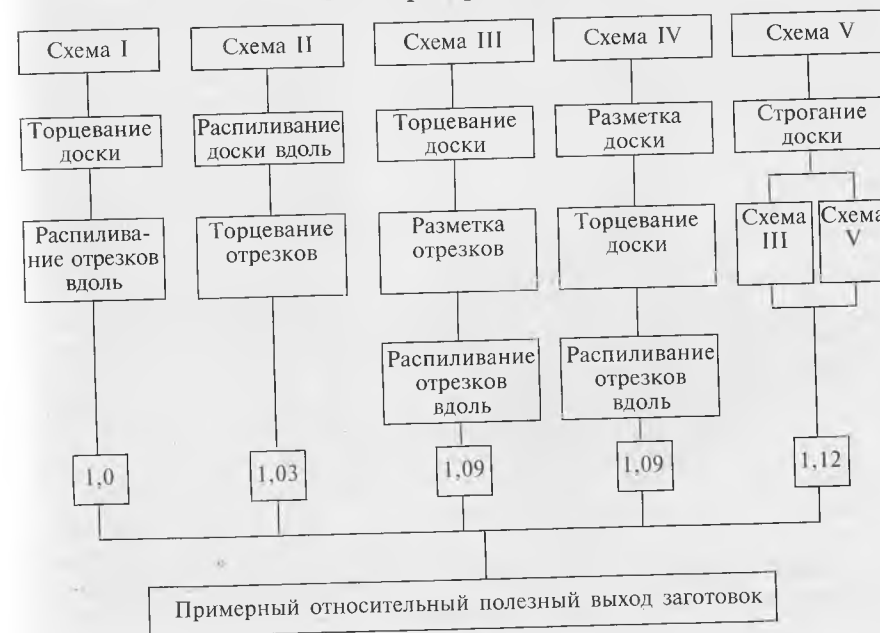 Схема I
Схема II
Схема III
Схема IV
Схема V
Торцевание
доски
Распиливание
доски вдоль
Торцевание
доски
Разметка
доски
Строгание
доски
Распилива-
ние отрезков
вдоль
Торцевание
отрезков
Разметка
отрезков
Торцевание
доски
Схема
III
Схема
V
Распиливание
отрезков
вдоль
Распиливание
отрезков
вдоль
1,0
1,03
1,09
1,09
1,12
Примерный относительный полезный выход заготовок